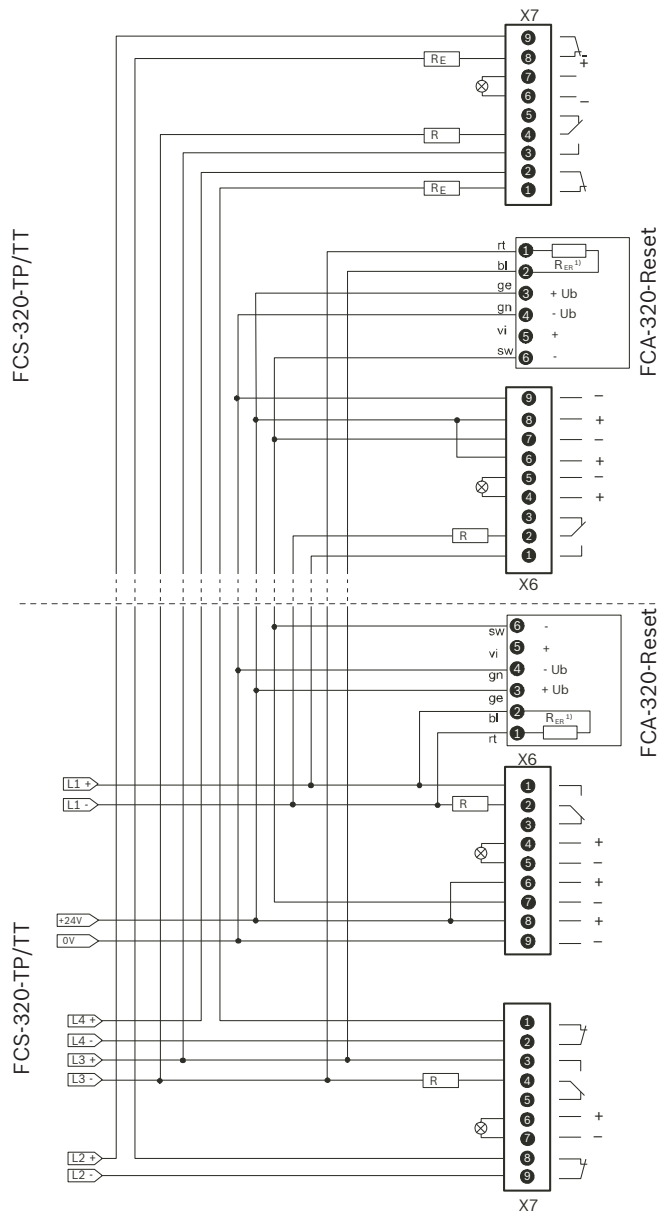 X7
9
8 +
RE
7 –
6 –
5
R
4
3
2
RE
1
FCS-320-TP/TT
rt 1 RER 1)
bl 2
ge 3 + Ub
gn 4 - Ub
vi 5 +
sw 6 -
FCA-320-Reset
9 –
8 +
7 –
6 +
5 –
4 +
3
R 2
1
X6
sw 6 -
vi 5 +
gn 4 - Ub
ge 3 + Ub
bl 2
rt 1 RER 1)
FCA-320-Reset
X6
L1 + 1
L1 - R 2
3
4 +
5 –
6 +
7 –
+24V 8 +
0V 9 –
FCS-320-TP/TT
L4 + 1
L4 - 2
L3 + 3
L3 - R 4
5
6 +
7 –
L2 + 8
L2 - 9
X7